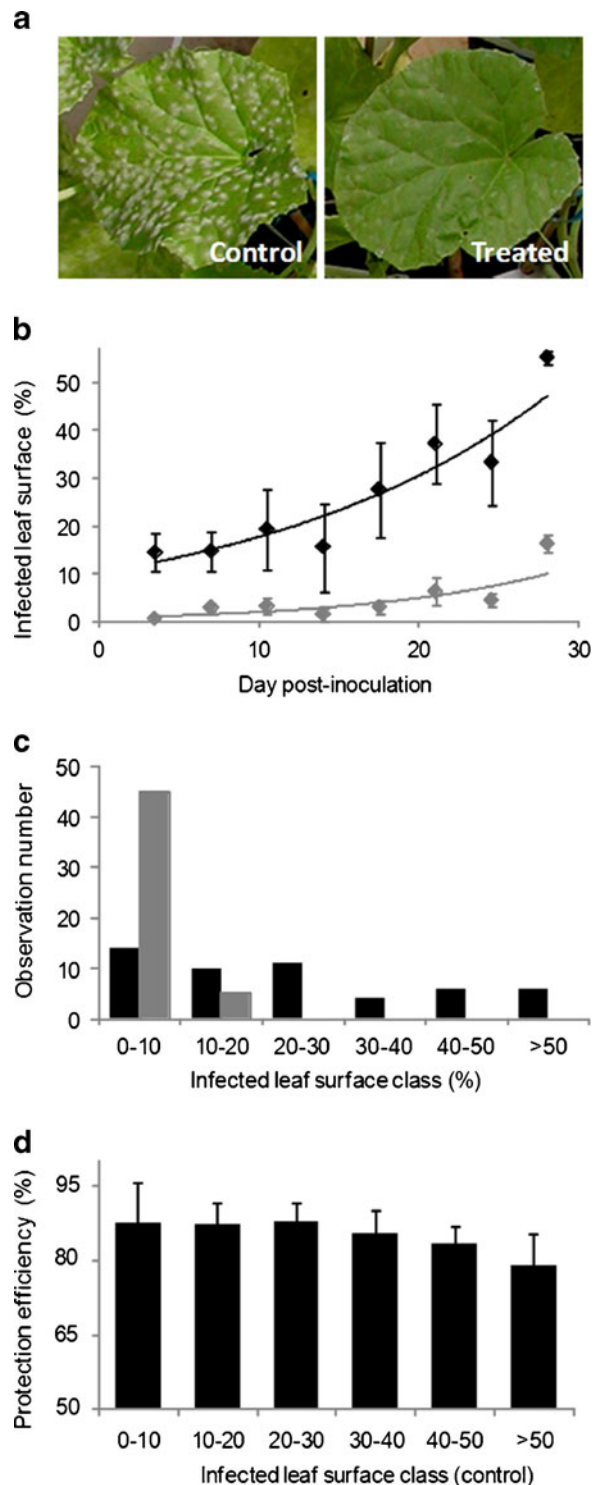 a
Control Treated
b
Infected leaf surface (%)
50
40
30
20
10
0
0 10 20 30
Day post-inoculation
c
Observation number
50
40
30
20
10
0
0-10 10-20 20-30 30-40 40-50 >50
Infected leaf surface class (%)
d
Protection efficiency (%)
95
80
65
50
0-10 10-20 20-30 30-40 40-50 >50
Infected leaf surface class (control)